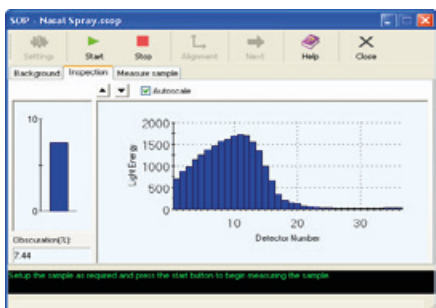 SOP - Nasal Spray.ssop
Settings Start Stop Alignment Next Help Close
Background Inspection Measure sample
Autoscale
10
0
Obscuration(%):
7.44
Light Energy
2000
1500
1000
500
0
10 20 30
Detector Number
Setup the sample as required and press the start button to begin measuring the sample